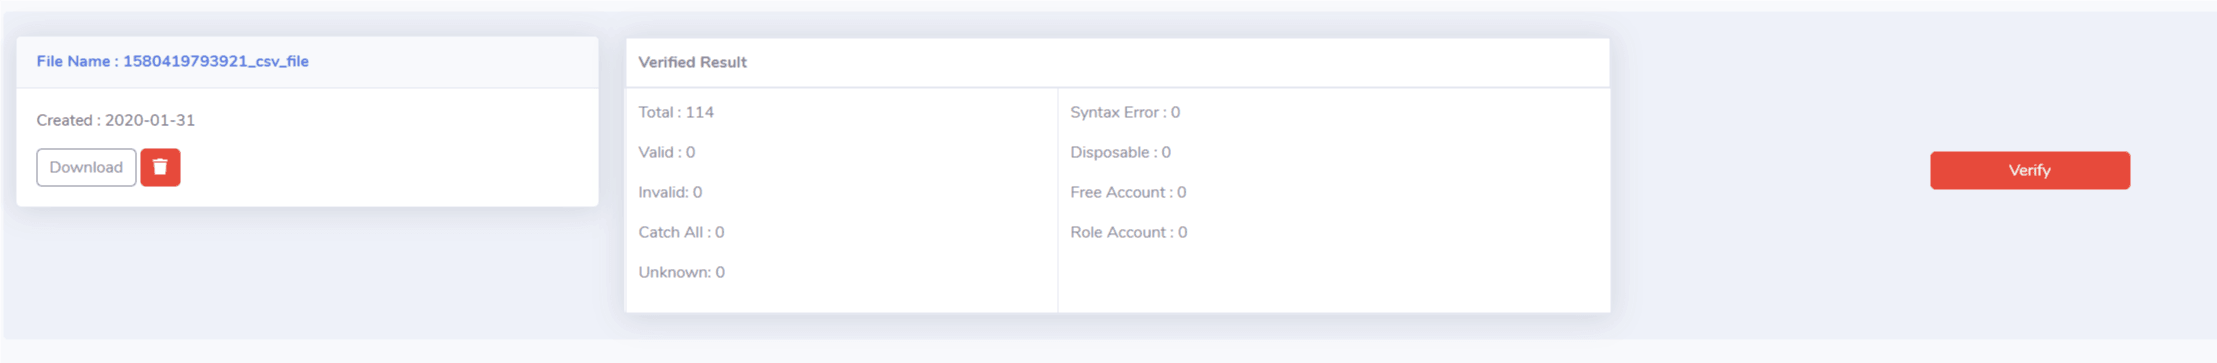 File Name : 1580419793921_csv_file
Created : 2020-01-31
Download
Verified Result
Total : 114
Valid : 0
Invalid: 0
Catch All : 0
Unknown: 0
Syntax Error : 0
Disposable : 0
Free Account : 0
Role Account : 0
Verify